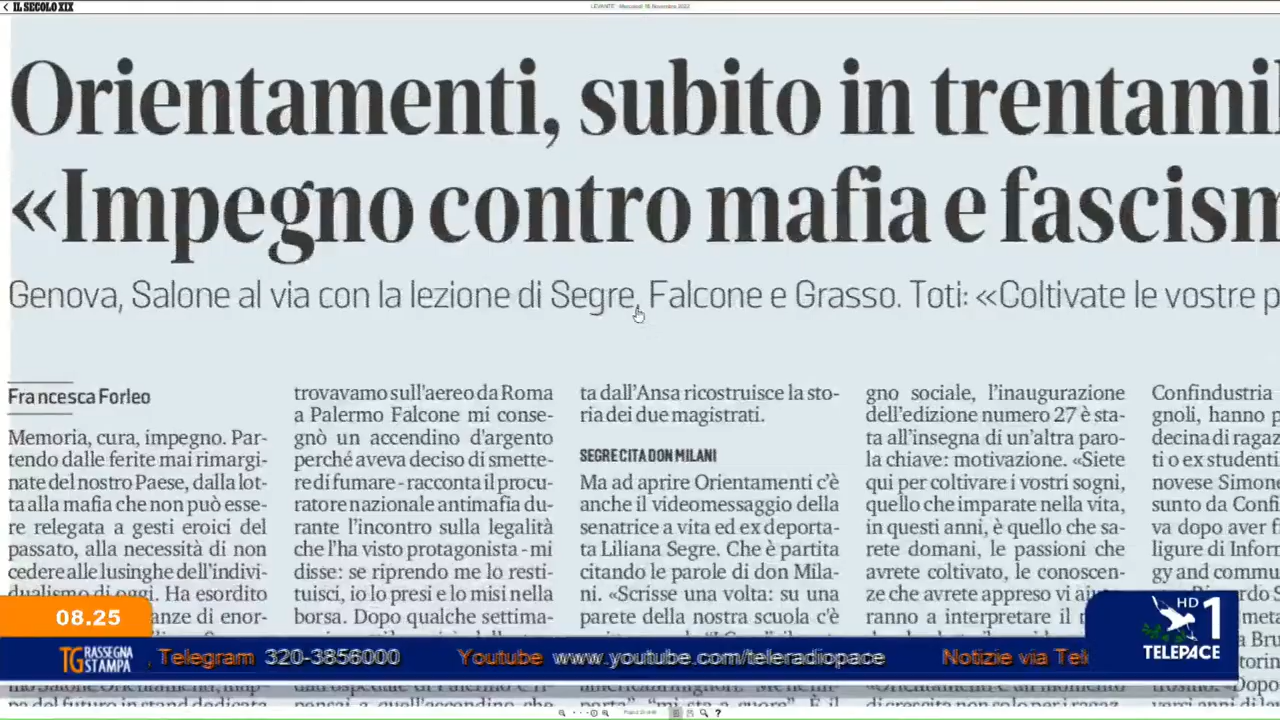 IL SECOLO XIX
LEVANTE Mercoledì 16 Novembre 2022
Orientamenti, subito in trentamil
«Impegno contro mafia e fascism
Genova, Salone al via con la lezione di Segre, Falcone e Grasso. Toti: «Coltivate le vostre p
Francesca Forleo
Memoria, cura, impegno. Par-
tendo dalle ferite mai rimargi-
nate del nostro Paese, dalla lot-
ta alla mafia che non può esse-
re relegata a gesti eroici del
passato, alla necessità di non
cedere alle lusinghe dell'indivi-
dualismo di oggi. Ha esordito
anze di enor-
trovavamo sull'aereo da Roma
a Palermo Falcone mi conse-
gnò un accendino d'argento
perché aveva deciso di smette-
re di fumare - racconta il procu-
ratore nazionale antimafia du-
rante l'incontro sulla legalità
che l'ha visto protagonista - mi
disse: se riprendo me lo resti-
tuisci, io lo presi e lo misi nella
borsa. Dopo qualche settima-
ta dall'Ansa ricostruisce la sto-
ria dei due magistrati.
SEGRE CITA DON MILANI
Ma ad aprire Orientamenti c'è
anche il videomessaggio della
senatrice a vita ed ex deporta-
ta Liliana Segre. Che è partita
citando le parole di don Mila-
ni. «Scrisse una volta: su una
parete della nostra scuola c'è
gno sociale, l'inaugurazione
dell'edizione numero 27 è sta-
ta all'insegna di un'altra paro-
la chiave: motivazione. «Siete
qui per coltivare i vostri sogni,
quello che imparate nella vita,
in questi anni, è quello che sa-
rete domani, le passioni che
avrete coltivato, le conoscen-
ze che avrete appreso vi aiu
ranno a interpretare il
Confindustria
gnoli, hanno p
decina di ragaz
ti o ex studenti
novese Simone
sunto da Confi
va dopo aver f
ligure di Inforn
gy and commu
08.25
TG RASSEGNA STAMPA
Telegram 320-3856000 Youtube www.youtube.com/teleradiopace Notizie via Tel
HD 1
TELEPACE